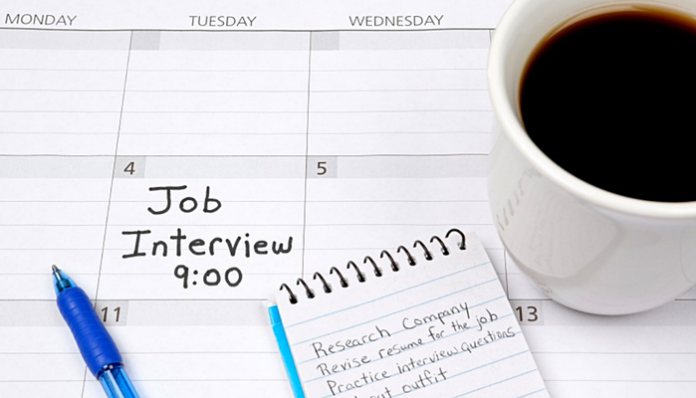 MONDAY TUESDAY WEDNESDAY
4 5
Job
Interview
9:00
11 13
Research Company
Revise resume for the job
Practice interview questions
outfit